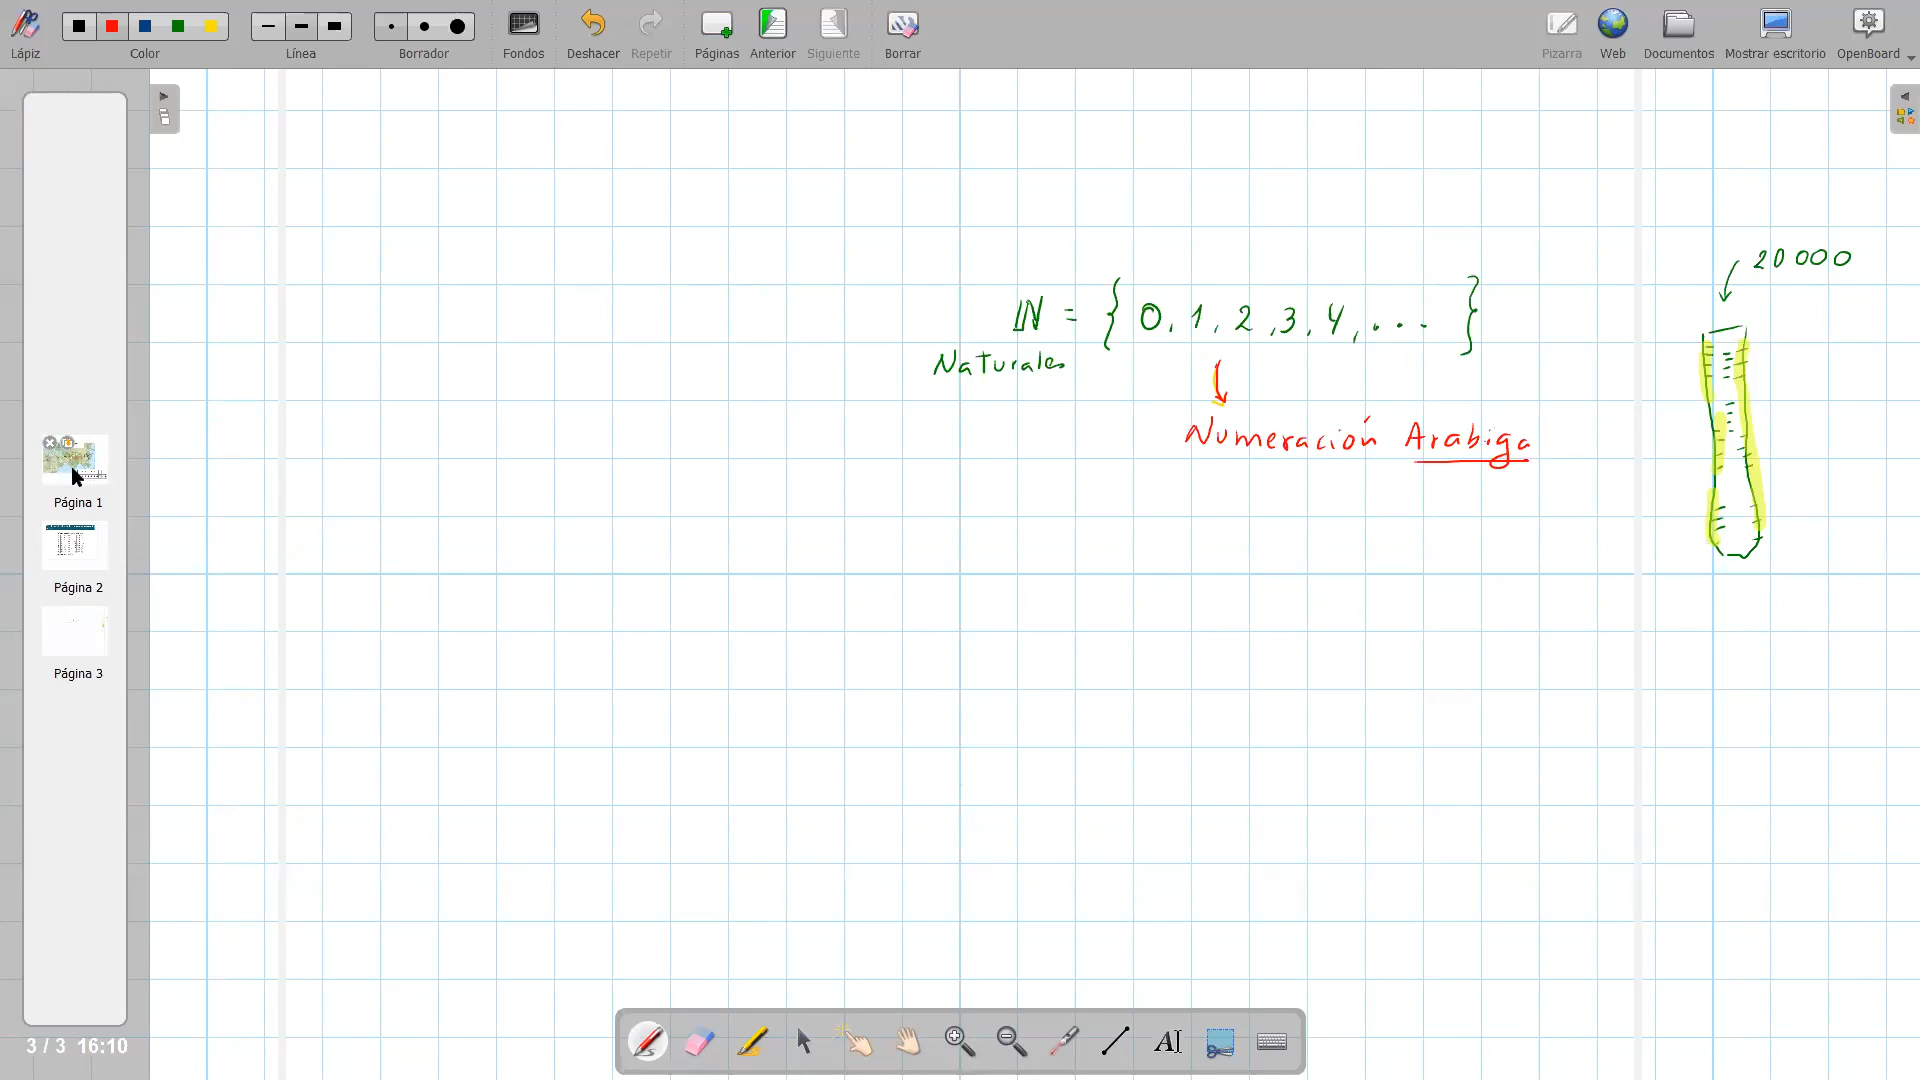 Lápiz
Color
Línea
Borrador
Fondos
Deshacer
Repetir
Páginas
Anterior
Siguiente
Borrar
Pizarra
Web
Documentos
Mostrar escritorio
OpenBoard
20 000
ℕ = { 0, 1, 2, 3, 4, ... }
Naturales
Numeración Arabiga
Página 1
Página 2
Página 3
3 / 3 16:10
AI